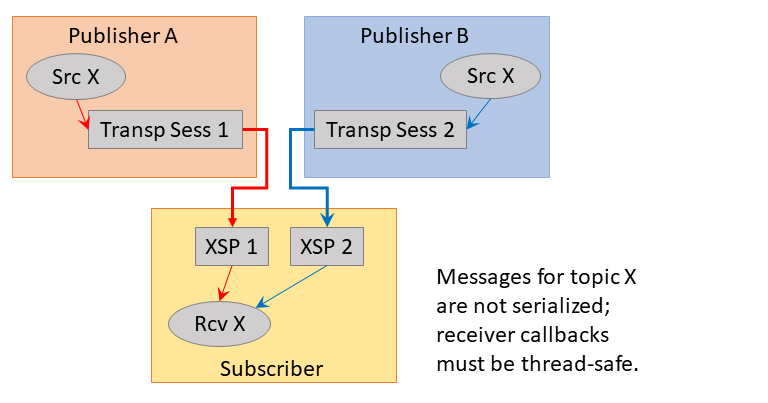 Publisher A
Publisher B
Src X
Src X
Transp Sess 1
Transp Sess 2
XSP 1
XSP 2
Rcv X
Subscriber
Messages for topic X
are not serialized;
receiver callbacks
must be thread-safe.